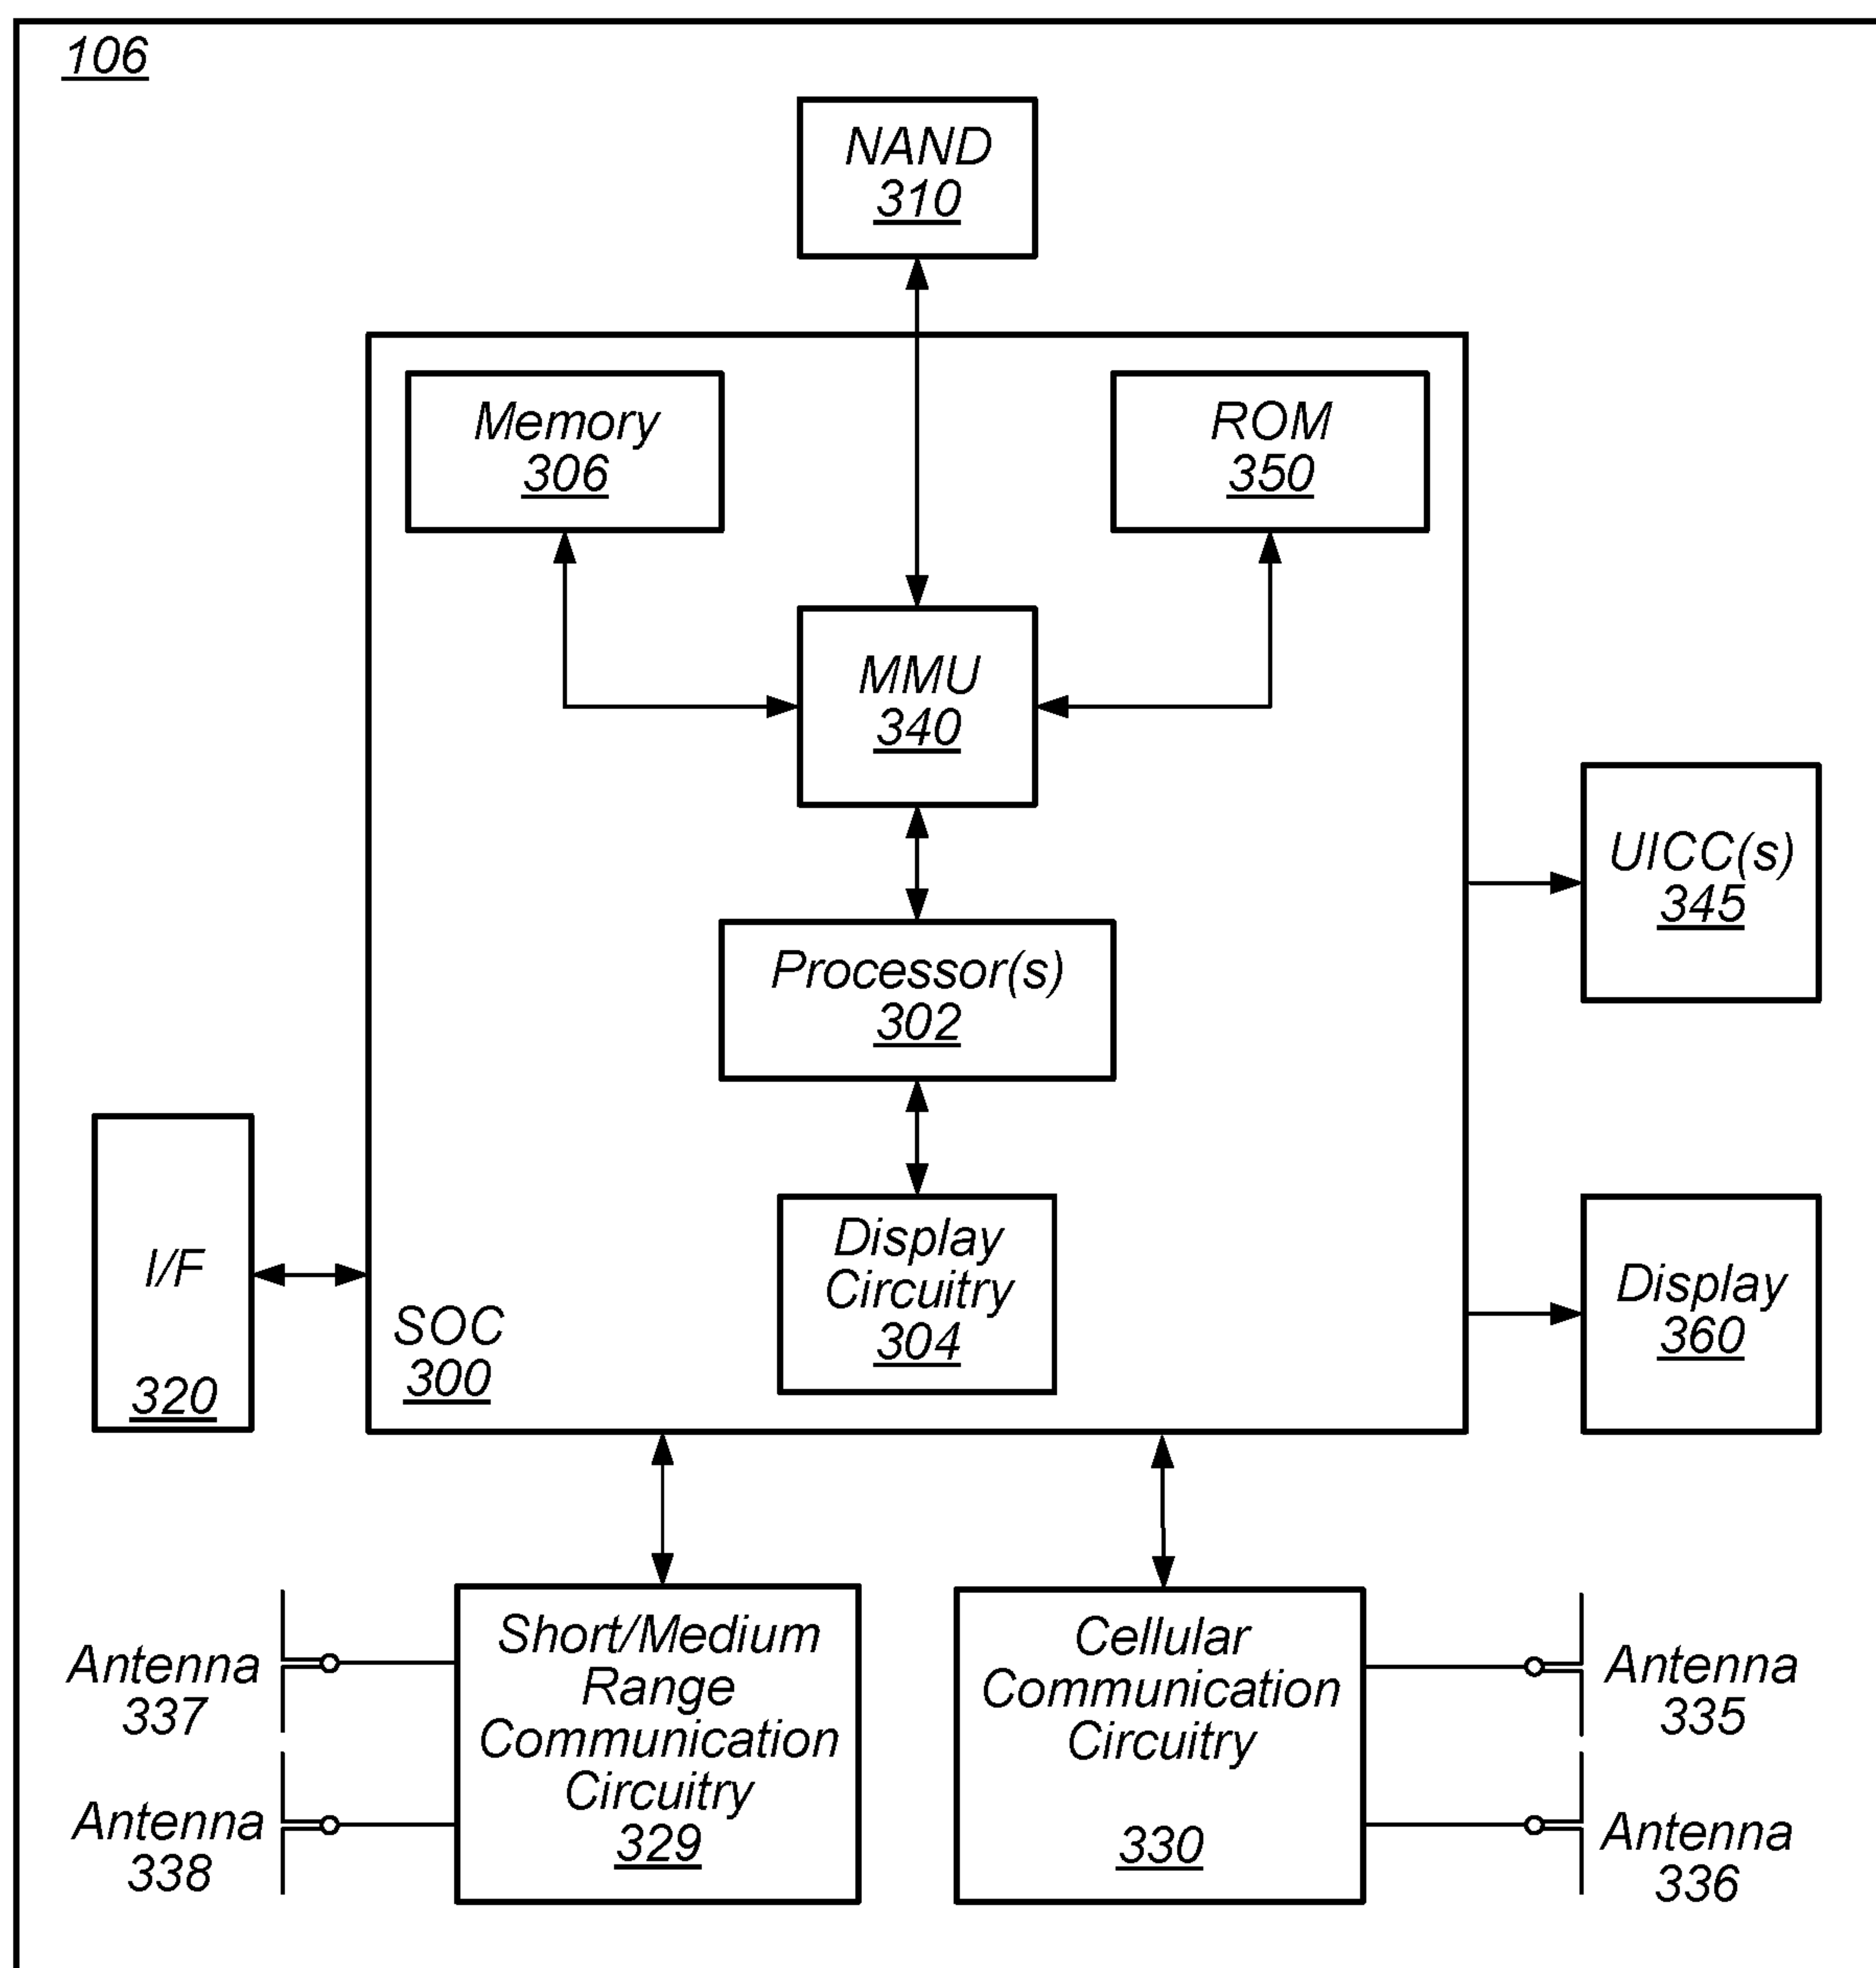 106
NAND
310
Memory
306
ROM
350
MMU
340
UICC(s)
345
Processor(s)
302
I/F
320
Display
Circuitry
304
SOC
300
Display
360
Antenna
337
Antenna
338
Short/Medium
Range
Communication
Circuitry
329
Cellular
Communication
Circuitry
330
Antenna
335
Antenna
336